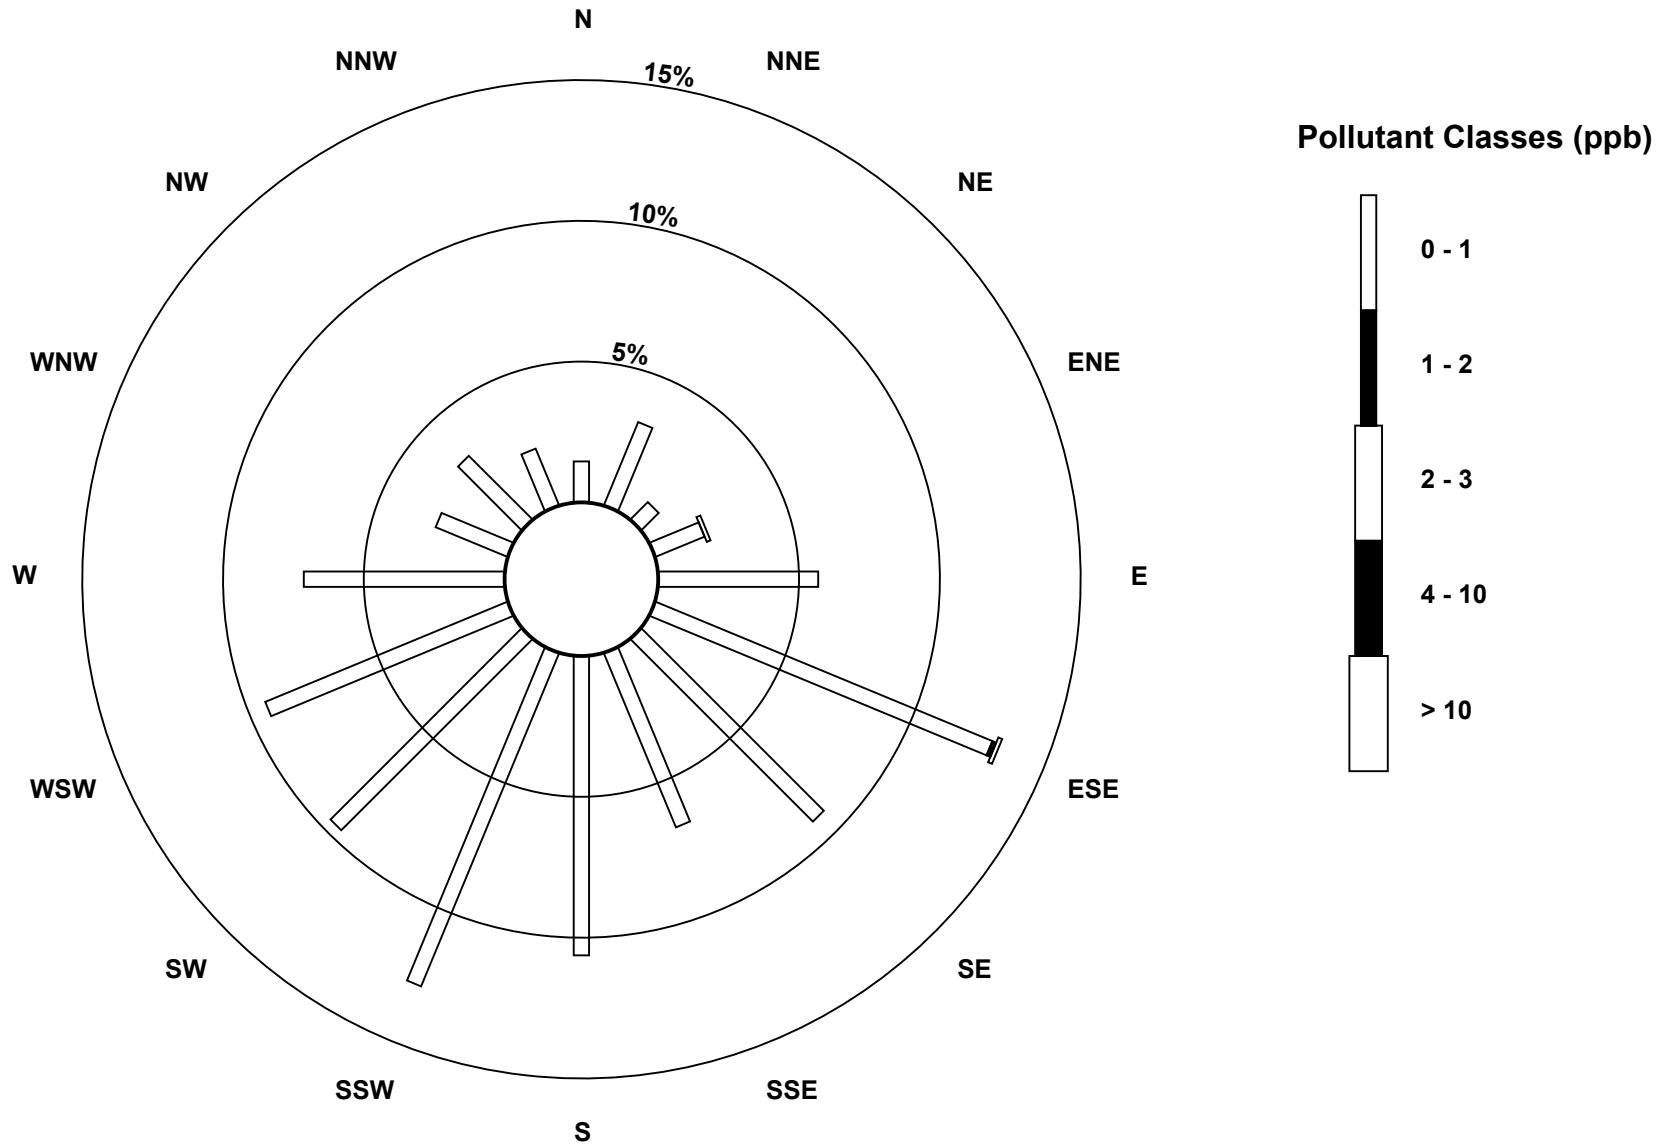 N
NNW
NNE
15%
Pollutant Classes (ppb)
NW
NE
10%
0 - 1
5%
WNW
ENE
1 - 2
2 - 3
W
E
4 - 10
> 10
WSW
ESE
SW
SE
SSW
SSE
S